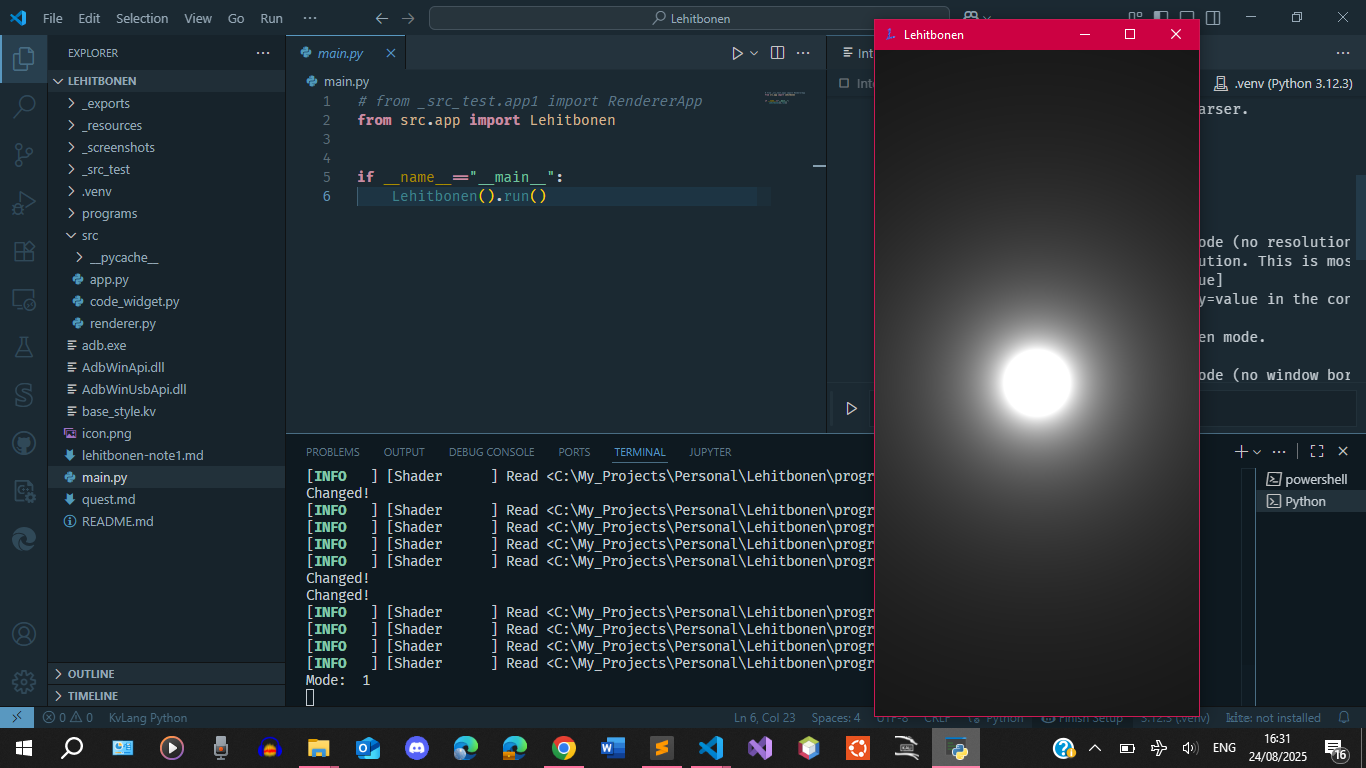 File Edit Selection View Go Run ··· Lehitbonen
Lehitbonen
EXPLORER
LEHITBONEN
_exports
_resources
_screenshots
_src_test
.venv
programs
src
__pycache__
app.py
code_widget.py
renderer.py
adb.exe
AdbWinApi.dll
AdbWinUsbApi.dll
base_style.kv
icon.png
lehitbonen-note1.md
main.py
quest.md
README.md
OUTLINE
TIMELINE
main.py
main.py
1 # from _src_test.app1 import RendererApp
2 from src.app import Lehitbonen
3
4
5 if __name__=="__main__":
6 Lehitbonen().run()
.venv (Python 3.12.3)
arser.
ode (no resolution
ution. This is mos
ue]
y=value in the con
en mode.
ode (no window bor
PROBLEMS OUTPUT DEBUG CONSOLE PORTS TERMINAL JUPYTER
[INFO ] [Shader ] Read <C:\My_Projects\Personal\Lehitbonen\progr
Changed!
[INFO ] [Shader ] Read <C:\My_Projects\Personal\Lehitbonen\progr
[INFO ] [Shader ] Read <C:\My_Projects\Personal\Lehitbonen\progr
[INFO ] [Shader ] Read <C:\My_Projects\Personal\Lehitbonen\progr
[INFO ] [Shader ] Read <C:\My_Projects\Personal\Lehitbonen\progr
Changed!
Changed!
[INFO ] [Shader ] Read <C:\My_Projects\Personal\Lehitbonen\progr
[INFO ] [Shader ] Read <C:\My_Projects\Personal\Lehitbonen\progr
[INFO ] [Shader ] Read <C:\My_Projects\Personal\Lehitbonen\progr
[INFO ] [Shader ] Read <C:\My_Projects\Personal\Lehitbonen\progr
Mode: 1
powershell
Python
0 0 KvLang Python Ln 6, Col 23 Spaces: 4 UTF-8 CRLF Python Finish Setup 3.12.3 (.venv) kite: not installed
ENG
16:31
24/08/2025
16